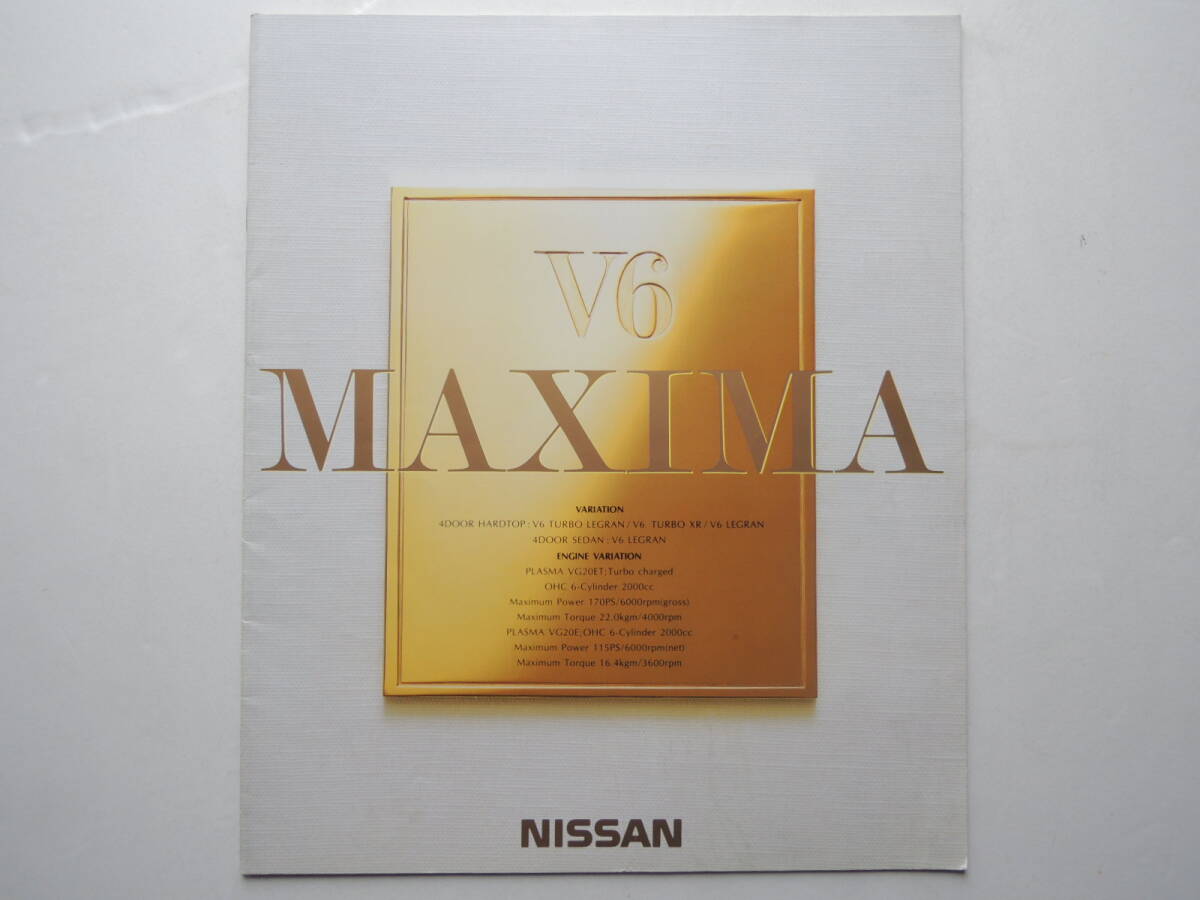 V6
MAXIMA
VARIATION
4DOOR HARDTOP : V6 TURBO LEGRAN / V6 TURBO XR / V6 LEGRAN
4DOOR SEDAN : V6 LEGRAN
ENGINE VARIATION
PLASMA VG20ET;Turbo charged
OHC 6-Cylinder 2000cc
Maximum Power 170PS/6000rpm(gross)
Maximum Torque 22.0kgm/4000rpm
PLASMA VG20E;OHC 6-Cylinder 2000cc
Maximum Power 115PS/6000rpm(net)
Maximum Torque 16.4kgm/3600rpm
NISSAN